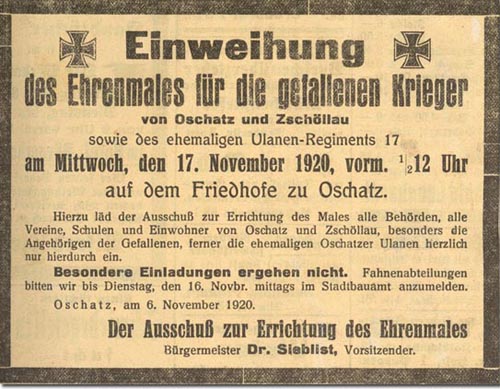 Einweihung
des Ehrenmales für die gefallenen Krieger
von Oschatz und Zschöllau
sowie des ehemaligen Ulanen-Regiments 17
am Mittwoch, den 17. November 1920, vorm. ½12 Uhr
auf dem Friedhofe zu Oschatz.
Hierzu läd der Ausschuß zur Errichtung des Males alle Behörden, alle
Vereine, Schulen und Einwohner von Oschatz und Zschöllau, besonders die
Angehörigen der Gefallenen, ferner die ehemaligen Oschatzer Ulanen herzlich
nur hierdurch ein.
Besondere Einladungen ergehen nicht. Fahnenabteilungen
bitten wir bis Dienstag, den 16. Novbr. mittags im Stadtbauamt anzumelden.
Oschatz, am 6. November 1920.
Der Ausschuß zur Errichtung des Ehrenmales
Bürgermeister Dr. Sieblist, Vorsitzender.